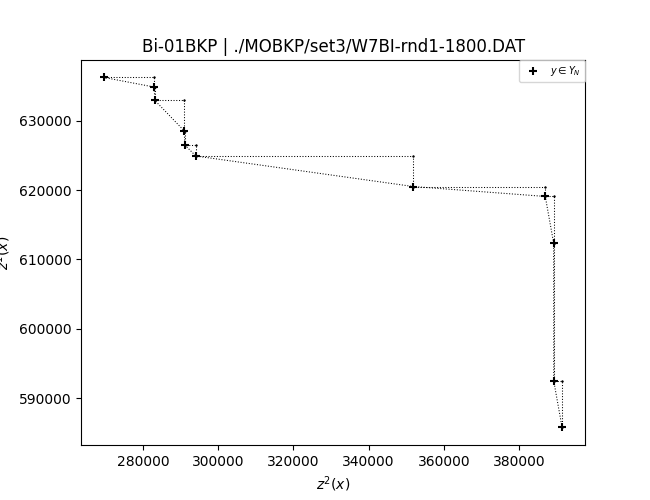 Bi-01BKP | ./MOBKP/set3/W7BI-rnd1-1800.DAT
y ∈ Y_N
630000
620000
610000
600000
590000
z¹(x)
280000 300000 320000 340000 360000 380000
z²(x)